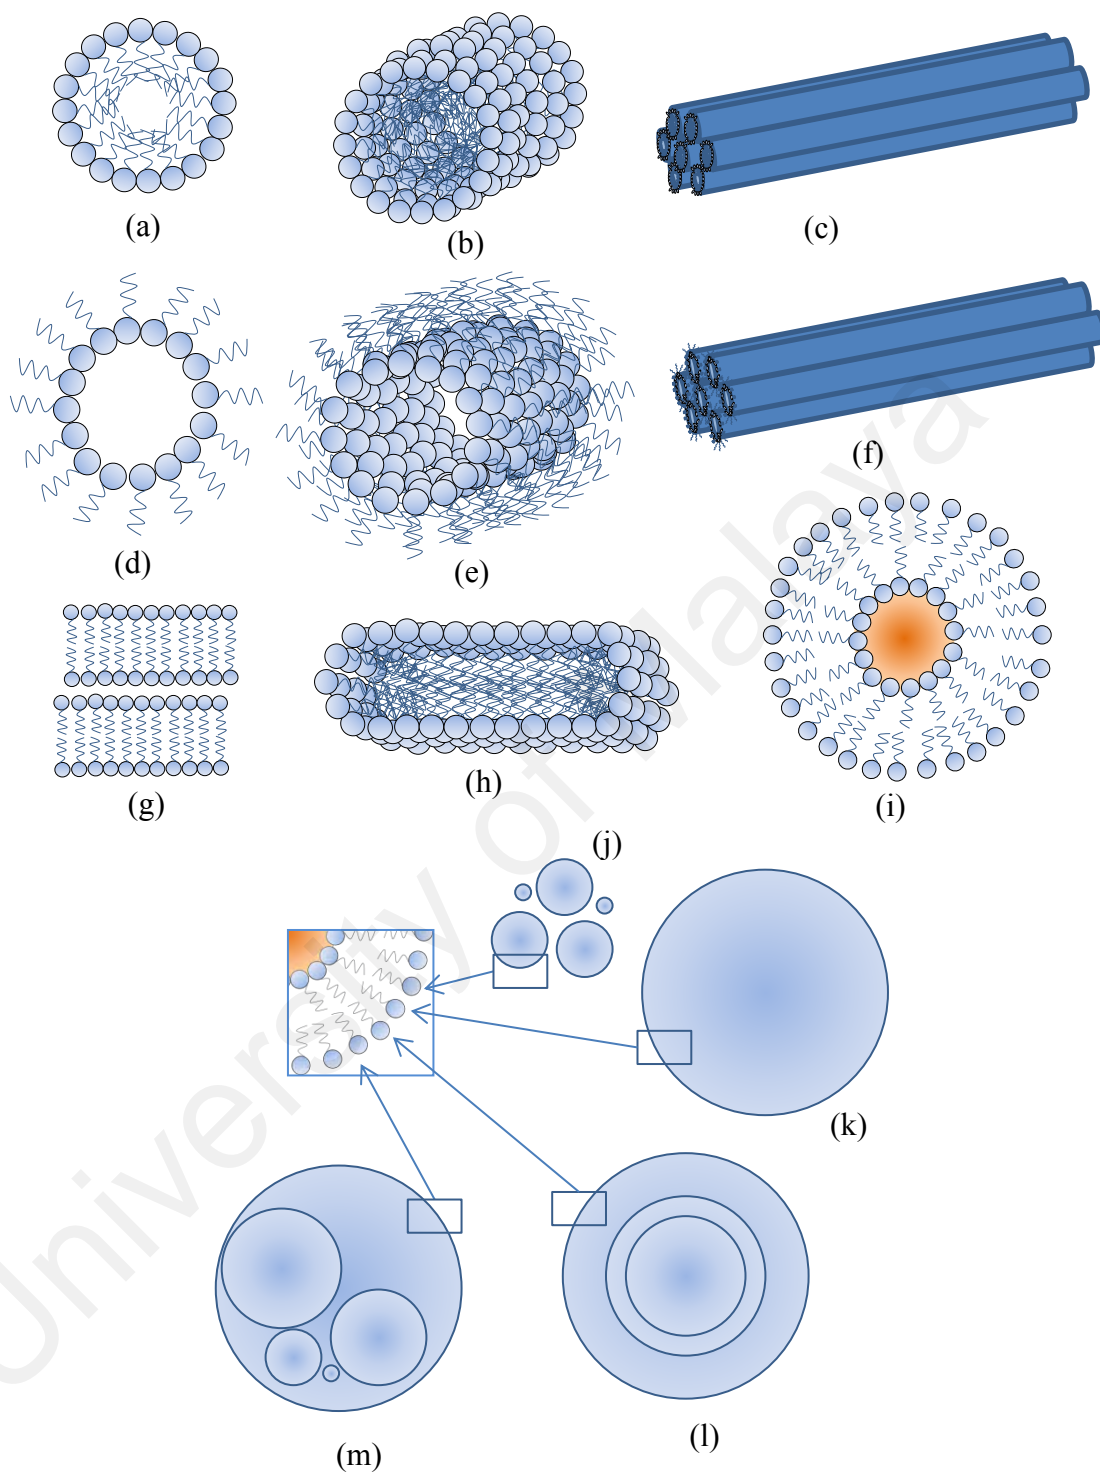 (a)
(b)
(c)
(d)
(e)
(f)
(g)
(h)
(i)
(j)
(k)
(l)
(m)
University of Malaya